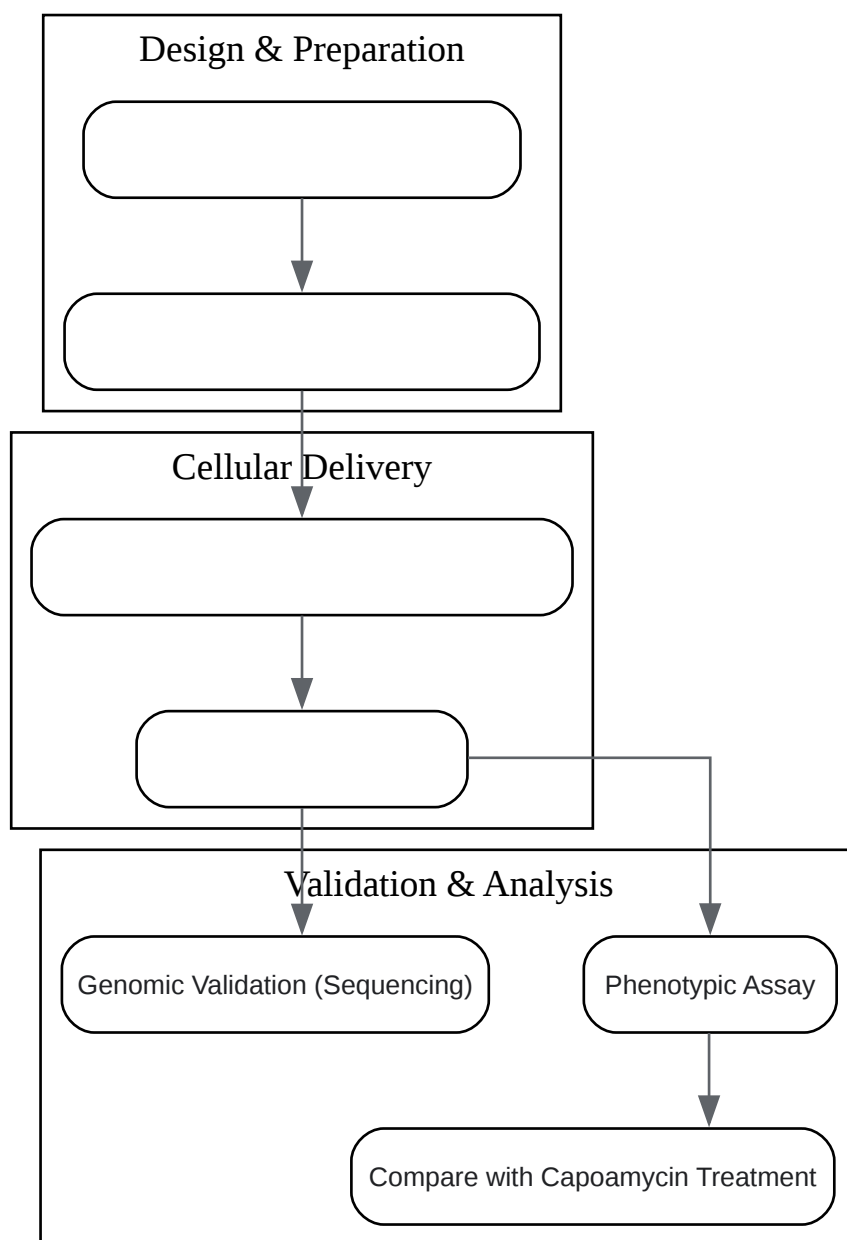 Design & Preparation
Cellular Delivery
Validation & Analysis
Genomic Validation (Sequencing)
Phenotypic Assay
Compare with Capoamycin Treatment